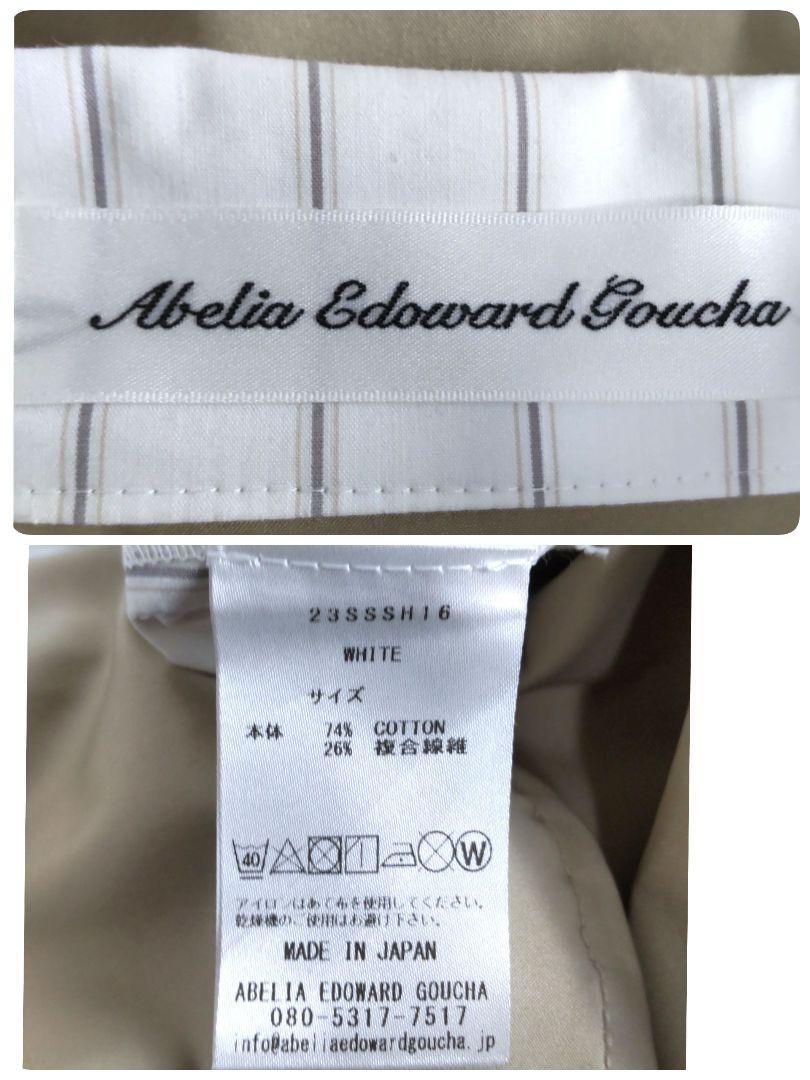 Abelia Edoward Goucha
23SSSH16
WHITE
サイズ
本体 74% COTTON
26% 複合線維
40
W
アイロンはあて布を使用してください。
乾燥機のご使用はお避け下さい。
MADE IN JAPAN
ABELIA EDOWARD GOUCHA
080-5317-7517
info@abeliaedowardgoucha.jp